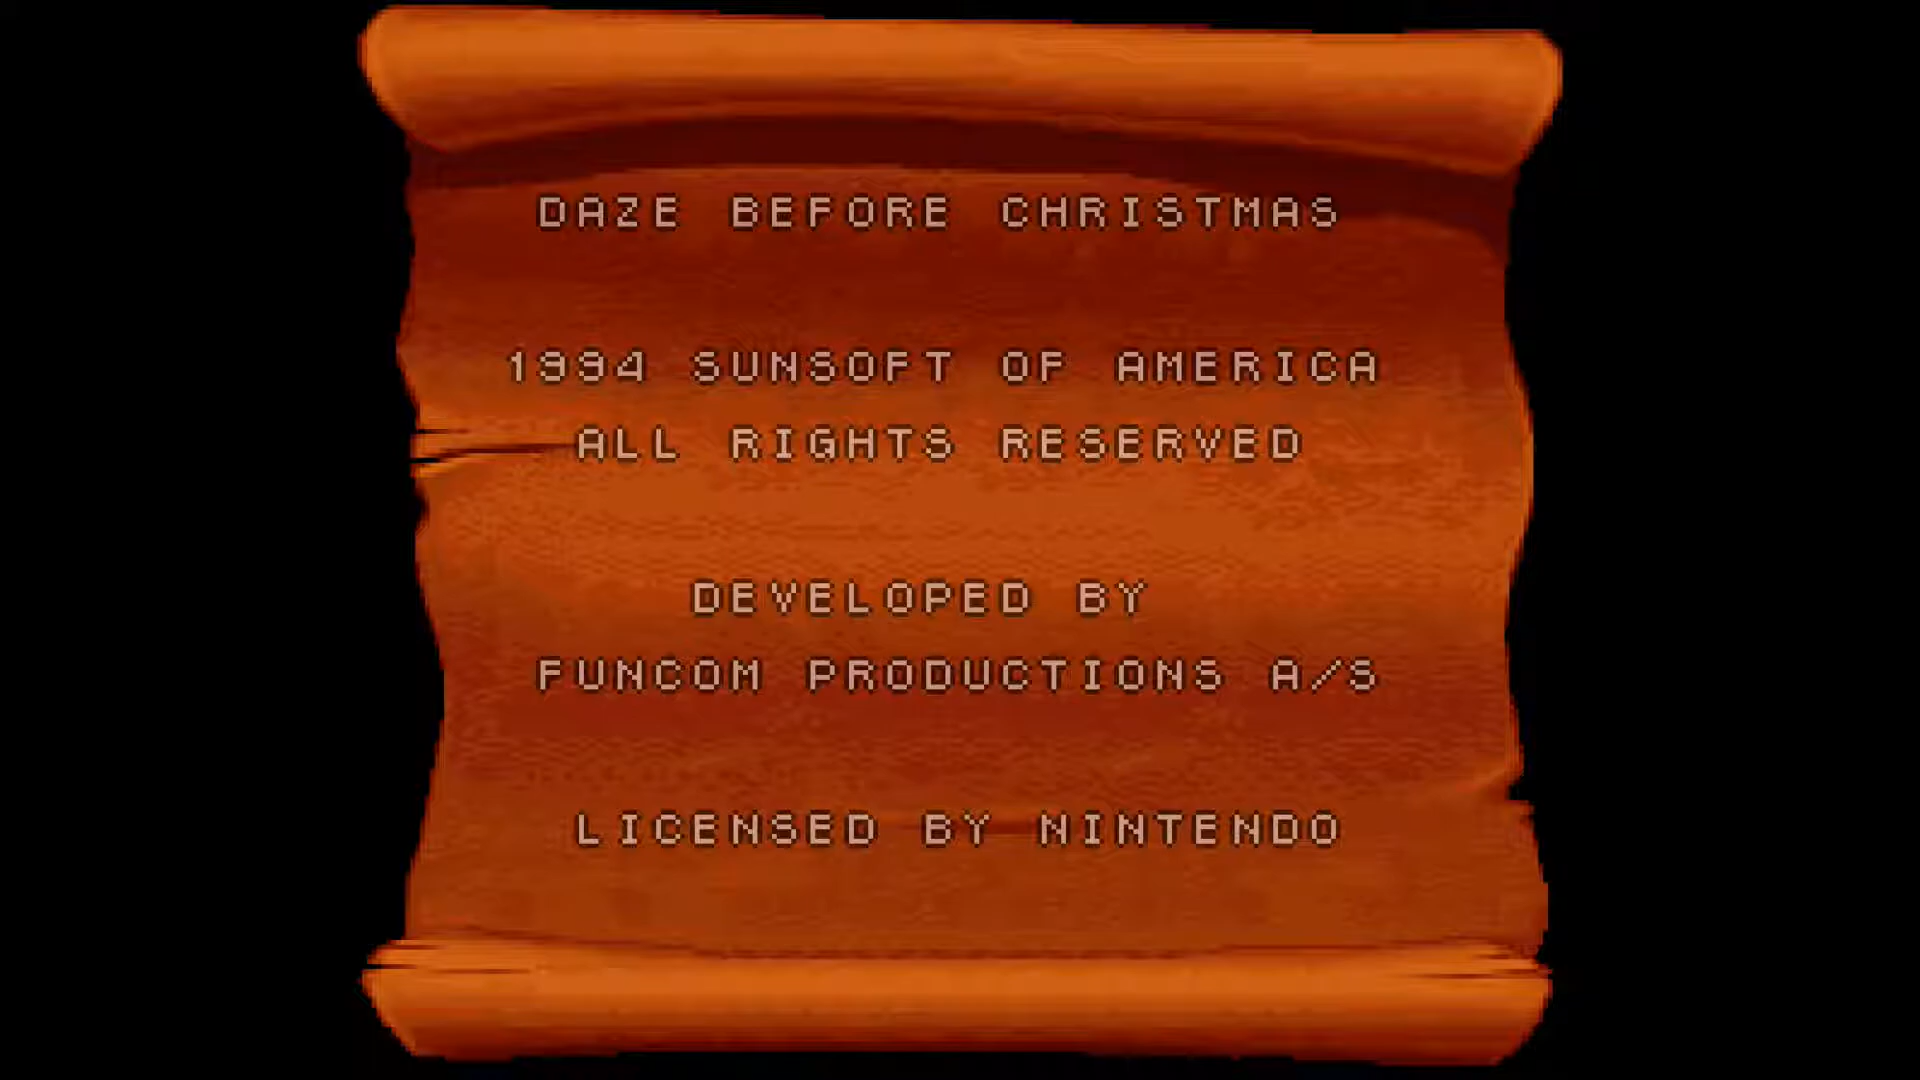 DAZE BEFORE CHRISTMAS
1994 SUNSOFT OF AMERICA
ALL RIGHTS RESERVED
DEVELOPED BY
FUNCOM PRODUCTIONS A/S
LICENSED BY NINTENDO